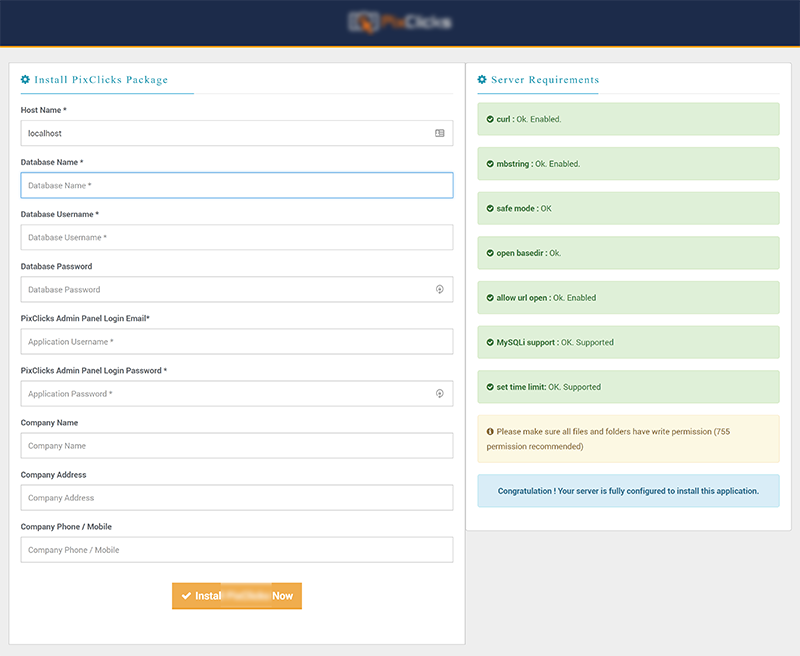 PixClicks
Install PixClicks Package
Host Name *
localhost
Database Name *
Database Name *
Database Username *
Database Username *
Database Password
Database Password
PixClicks Admin Panel Login Email*
Application Username *
PixClicks Admin Panel Login Password *
Application Password *
Company Name
Company Name
Company Address
Company Address
Company Phone / Mobile
Company Phone / Mobile
Install PixClicks Now
Server Requirements
curl : Ok. Enabled.
mbstring : Ok. Enabled.
safe mode : OK
open basedir : Ok.
allow url open : Ok. Enabled
MySQLi support : OK. Supported
set time limit: OK. Supported
Please make sure all files and folders have write permission (755
permission recommended)
Congratulation ! Your server is fully configured to install this application.